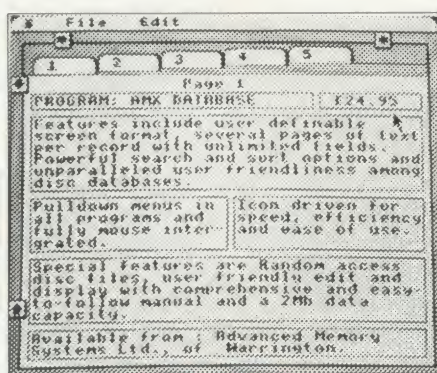 File Edit
1 2 3 4 5
Page 1
PROGRAM: AMX DATABASE £24.95
Features include user definable
screen format, several pages of text
per record with unlimited fields.
Powerful search and sort options and
unparalleled user friendliness among
disc databases.
Pulldown menus in
all programs and
fully mouse inter-
grated.
Icon driven for
speed, efficiency
and ease of use.
Special features are Random access
disc files, user friendly edit and
display with comprehensive and easy-
to-follow manual and a 2Mb data
capacity.
Available from : Advanced Memory
Systems Ltd., of Warrington.